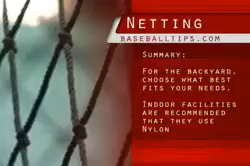 Netting
BASEBALLTIPS.COM
Summary:
For the backyard,
choose what best
fits your needs.
Indoor facilities
are recommended
that they use
Nylon